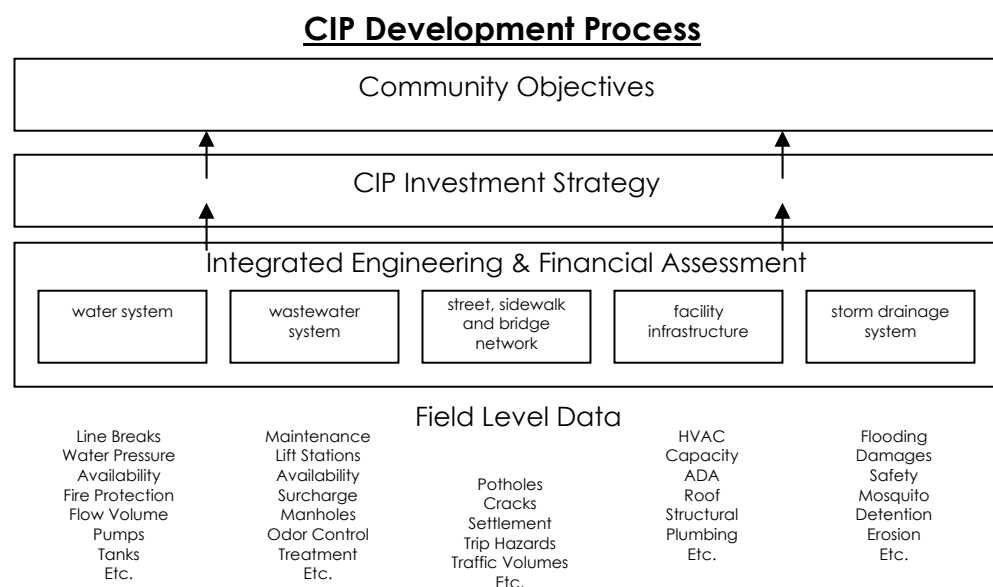 CIP Development Process
Community Objectives
CIP Investment Strategy
Integrated Engineering & Financial Assessment
water system
wastewater
system
street, sidewalk
and bridge
network
facility
infrastructure
storm drainage
system
Field Level Data
Line Breaks
Water Pressure
Availability
Fire Protection
Flow Volume
Pumps
Tanks
Etc.
Maintenance
Lift Stations
Availability
Surcharge
Manholes
Odor Control
Treatment
Etc.
Potholes
Cracks
Settlement
Trip Hazards
Traffic Volumes
Etc.
HVAC
Capacity
ADA
Roof
Structural
Plumbing
Etc.
Flooding
Damages
Safety
Mosquito
Detention
Erosion
Etc.